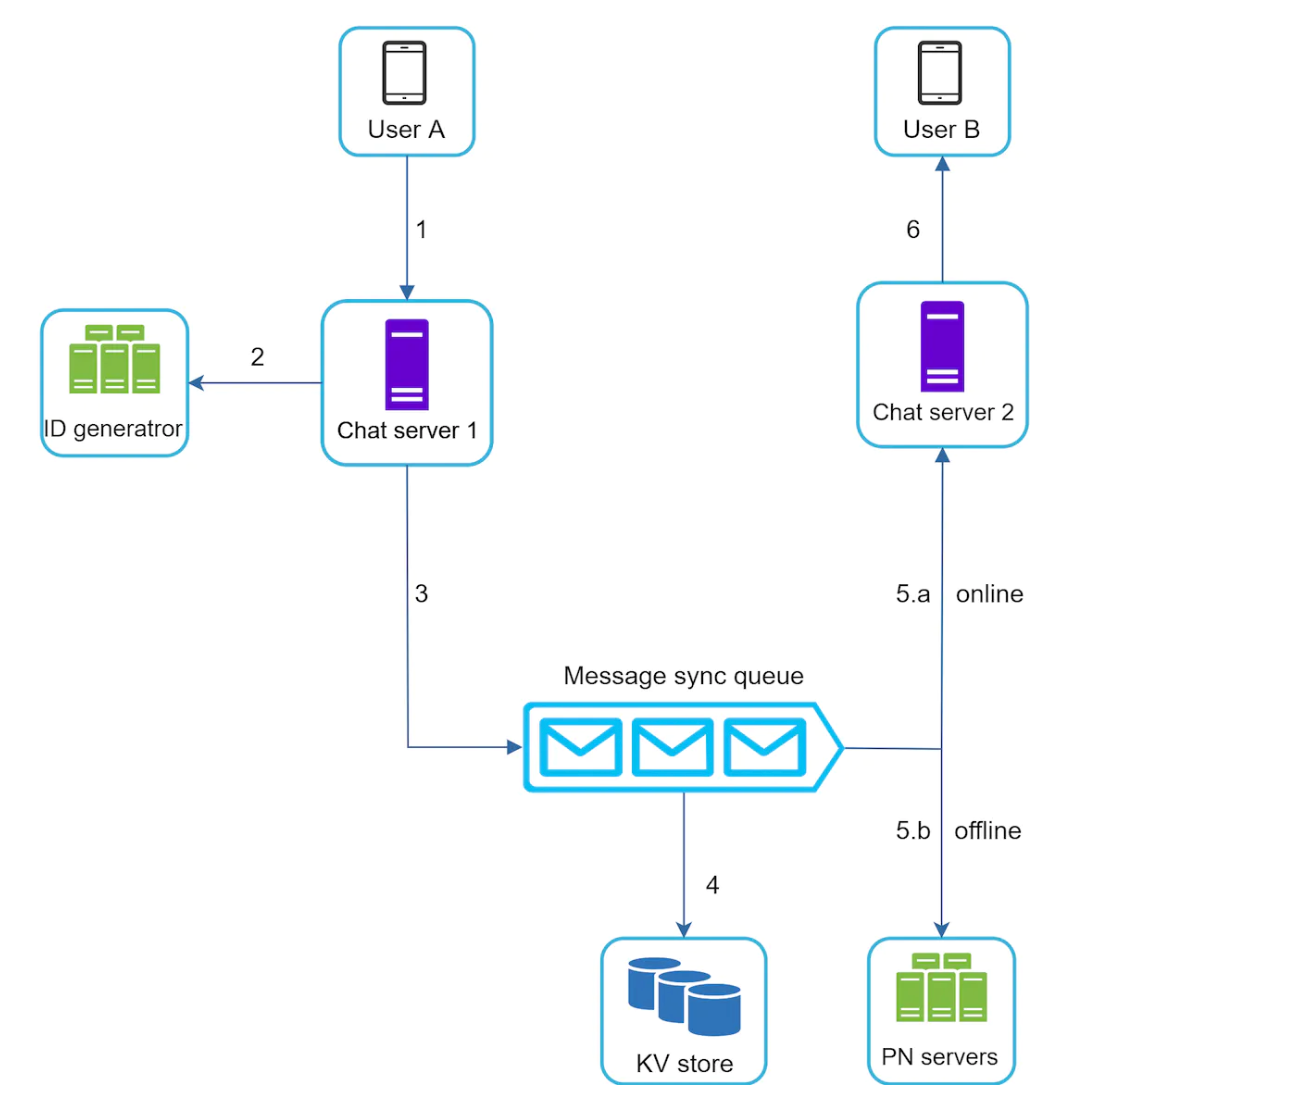 User A
User B
1
6
2
ID generatror
Chat server 1
Chat server 2
3
5.a online
Message sync queue
5.b offline
4
KV store
PN servers